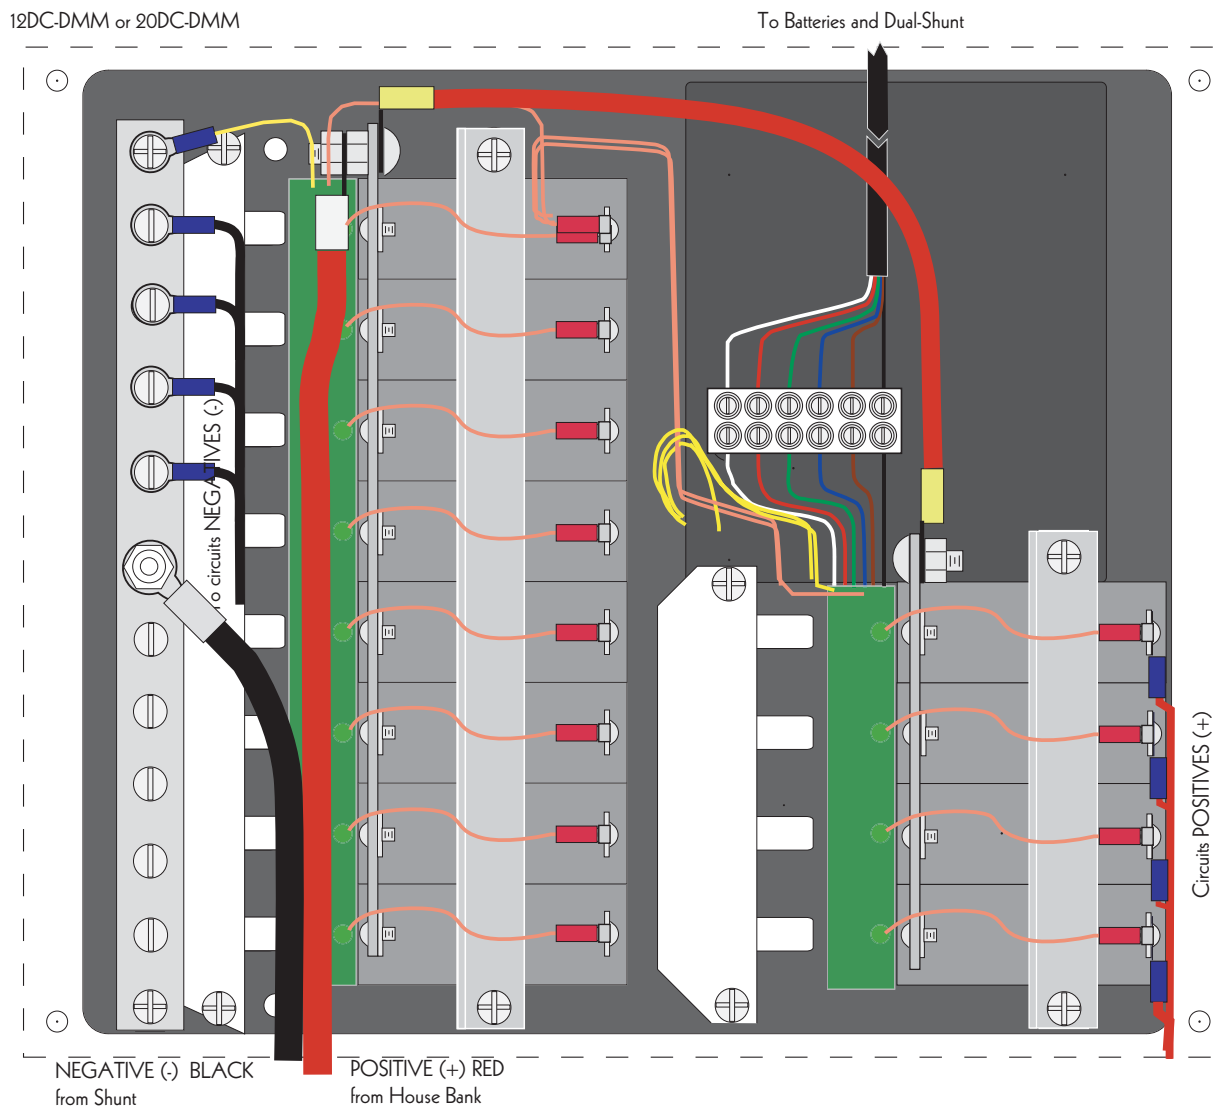 12DC-DMM or 20DC-DMM
To Batteries and Dual-Shunt
To circuits NEGATIVES (-)
Circuits POSITIVES (+)
NEGATIVE (-) BLACK
from Shunt
POSITIVE (+) RED
from House Bank